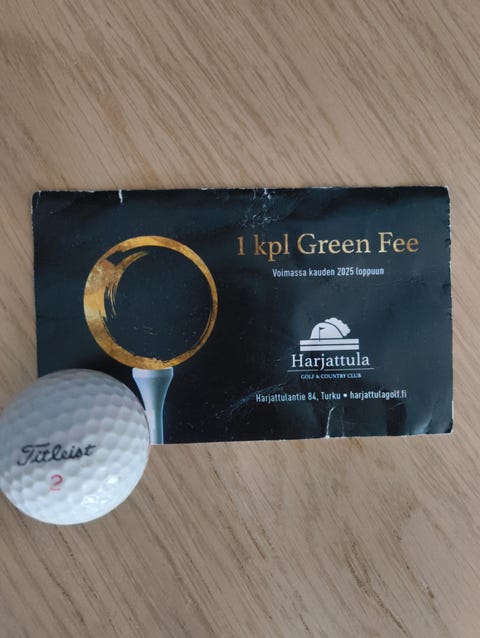 1 kpl Green Fee
Voimassa kauden 2025 loppuun
Harjattula
GOLF & COUNTRY CLUB
Harjattulantie 84, Turku • harjattulagolf.fi
Titleist
2